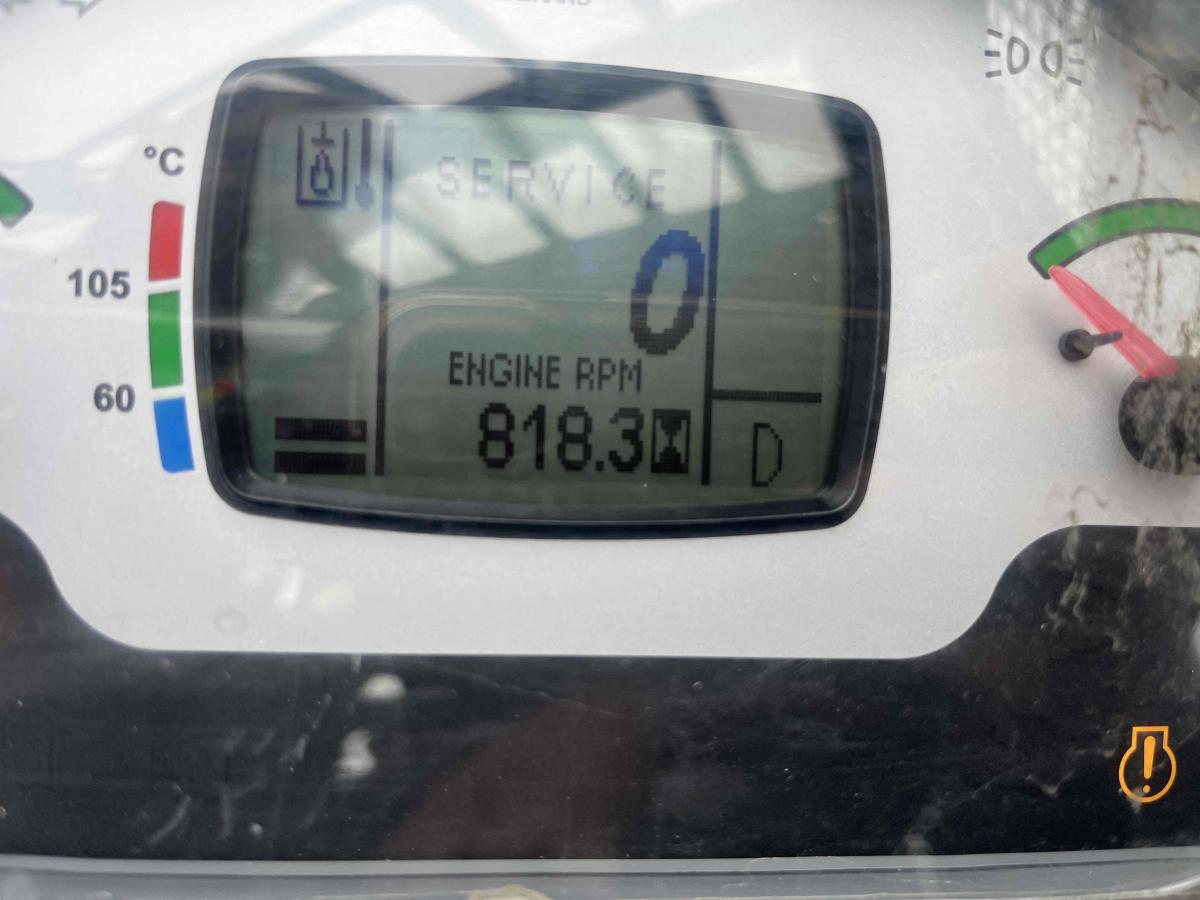 °C
105
60
SERVICE
0
ENGINE RPM
818.3
D